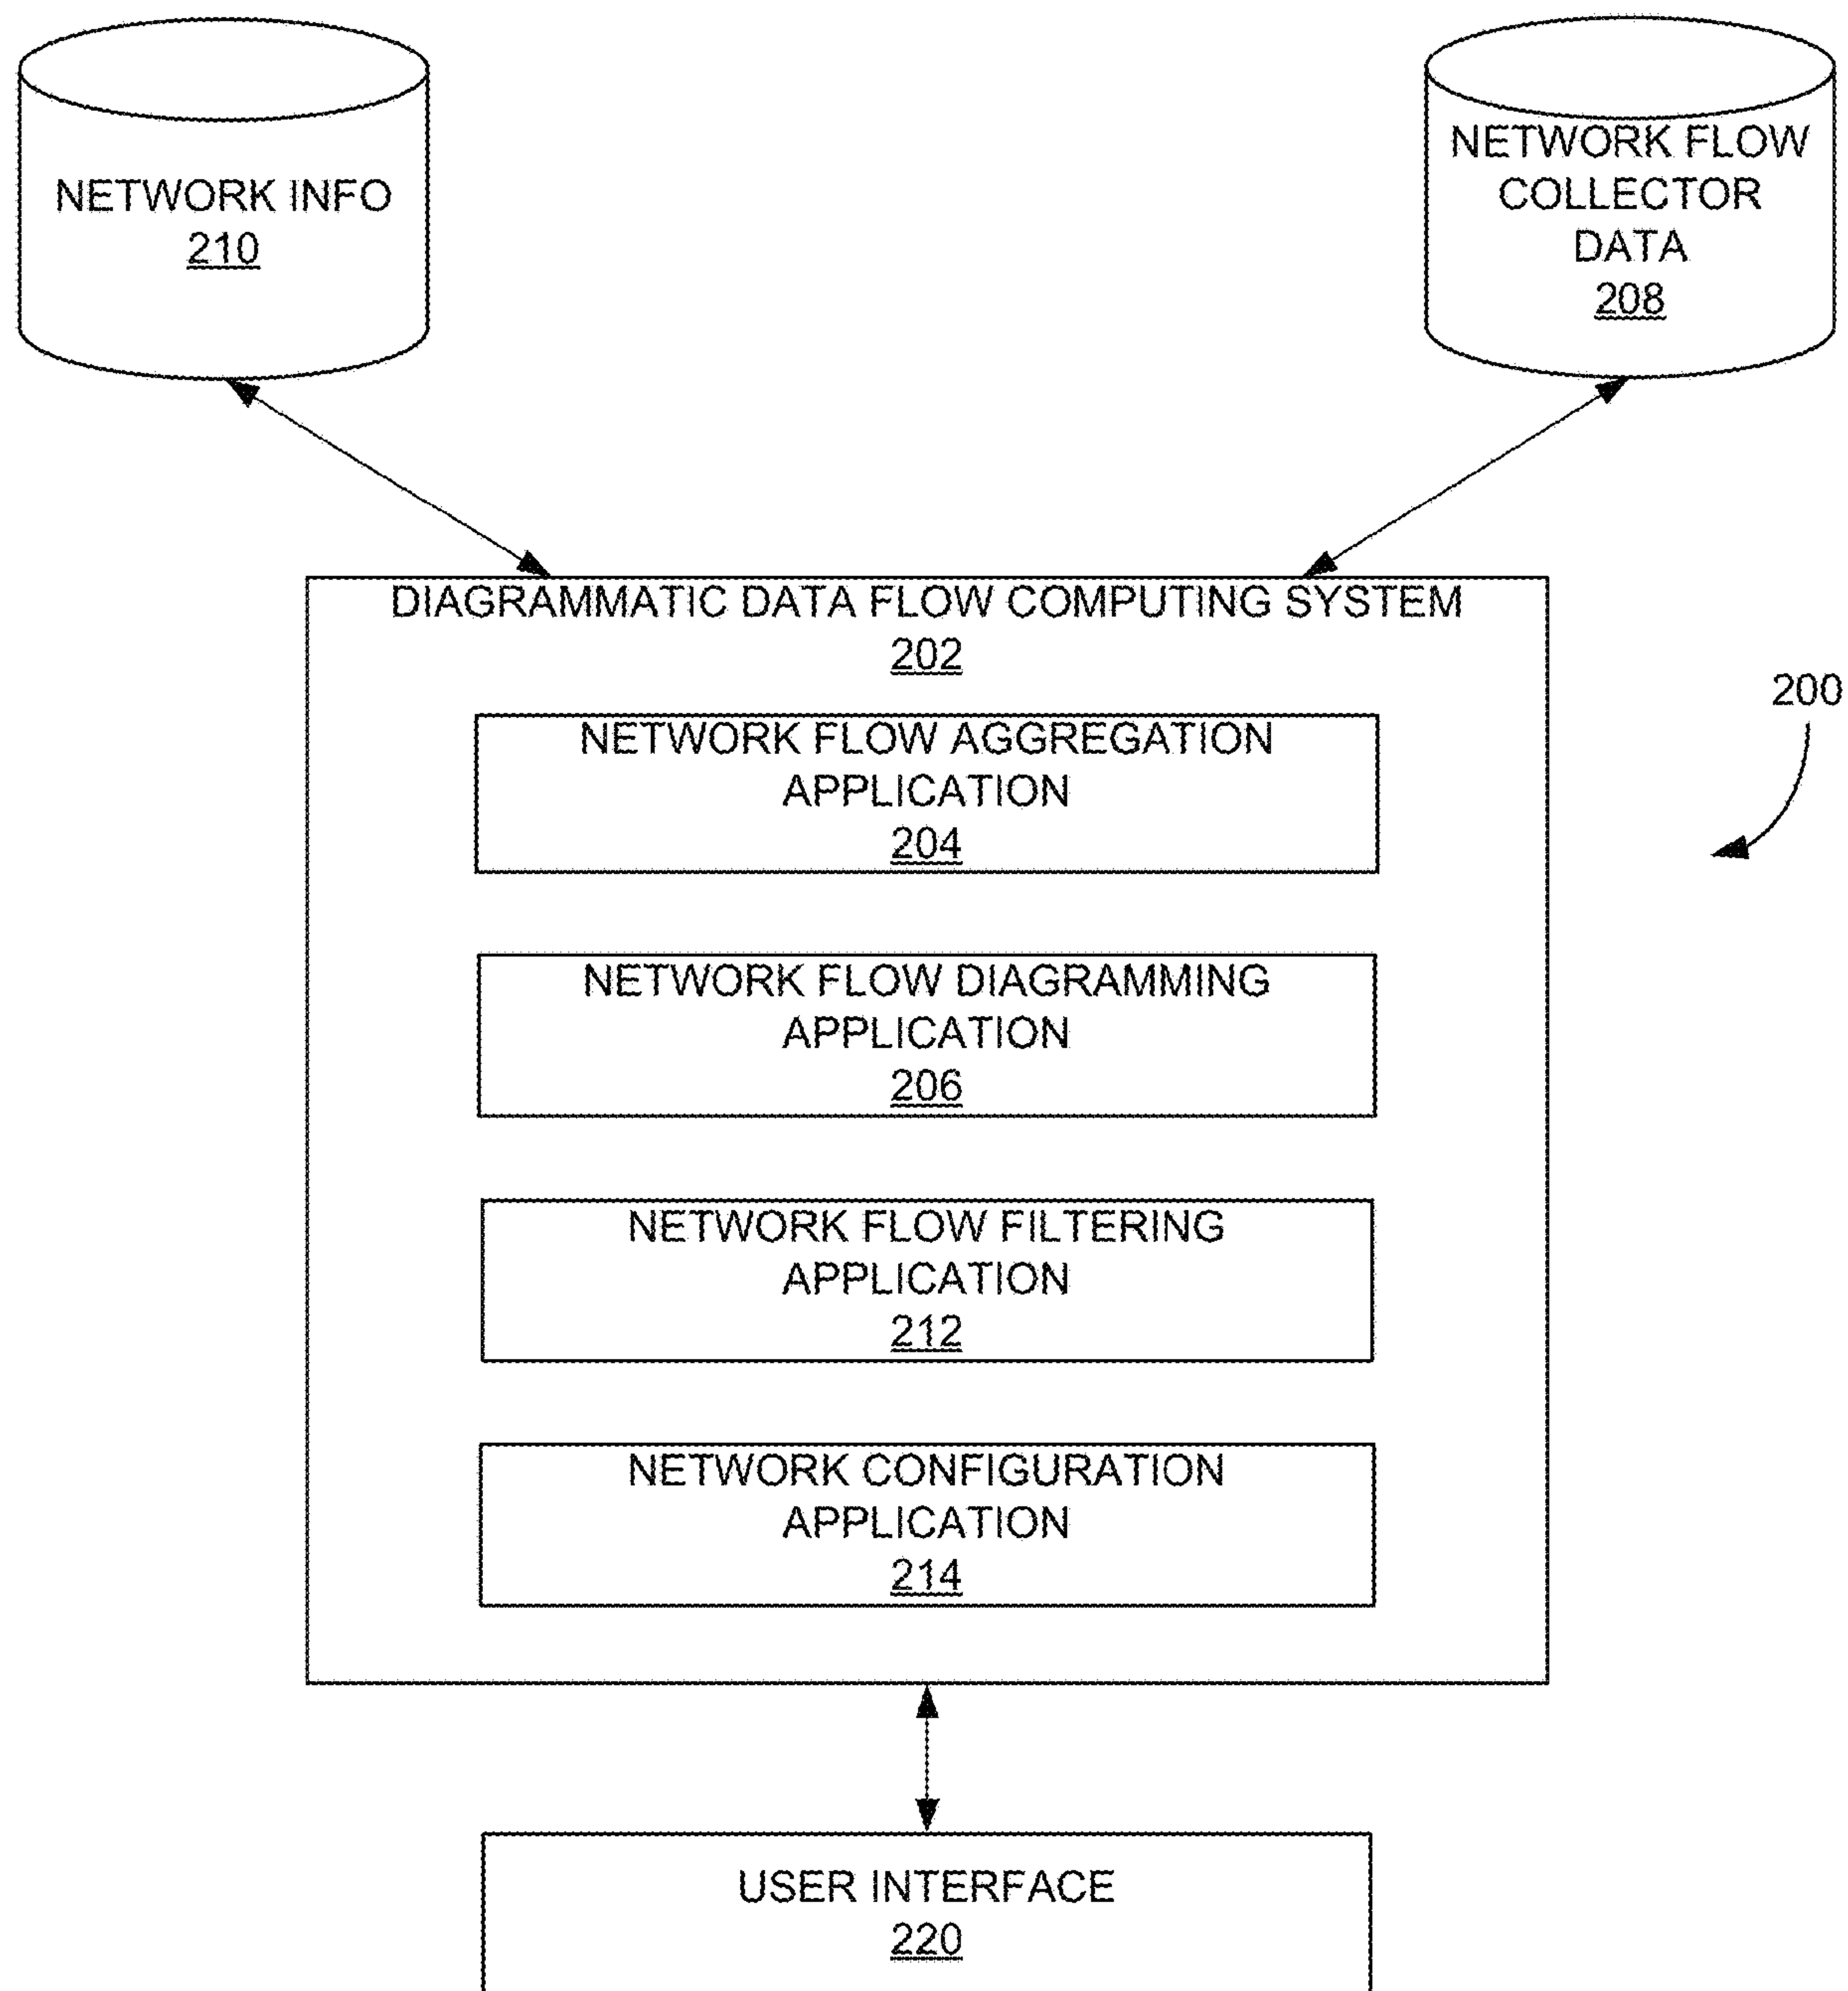 NETWORK INFO
210
NETWORK FLOW
COLLECTOR
DATA
208
DIAGRAMMATIC DATA FLOW COMPUTING SYSTEM
202
200
NETWORK FLOW AGGREGATION
APPLICATION
204
NETWORK FLOW DIAGRAMMING
APPLICATION
206
NETWORK FLOW FILTERING
APPLICATION
212
NETWORK CONFIGURATION
APPLICATION
214
USER INTERFACE
220